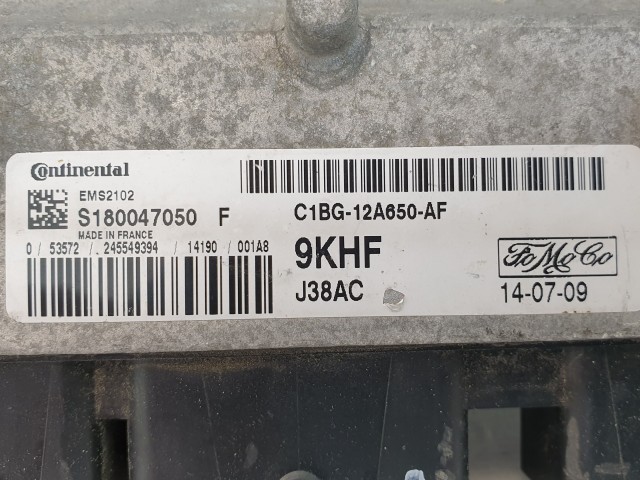 Continental
EMS2102
S180047050 F
MADE IN FRANCE
0 / 53572 / 245549394 / 14190 / 001A8
C1BG-12A650-AF
9KHF
FoMoCo
J38AC
14-07-09